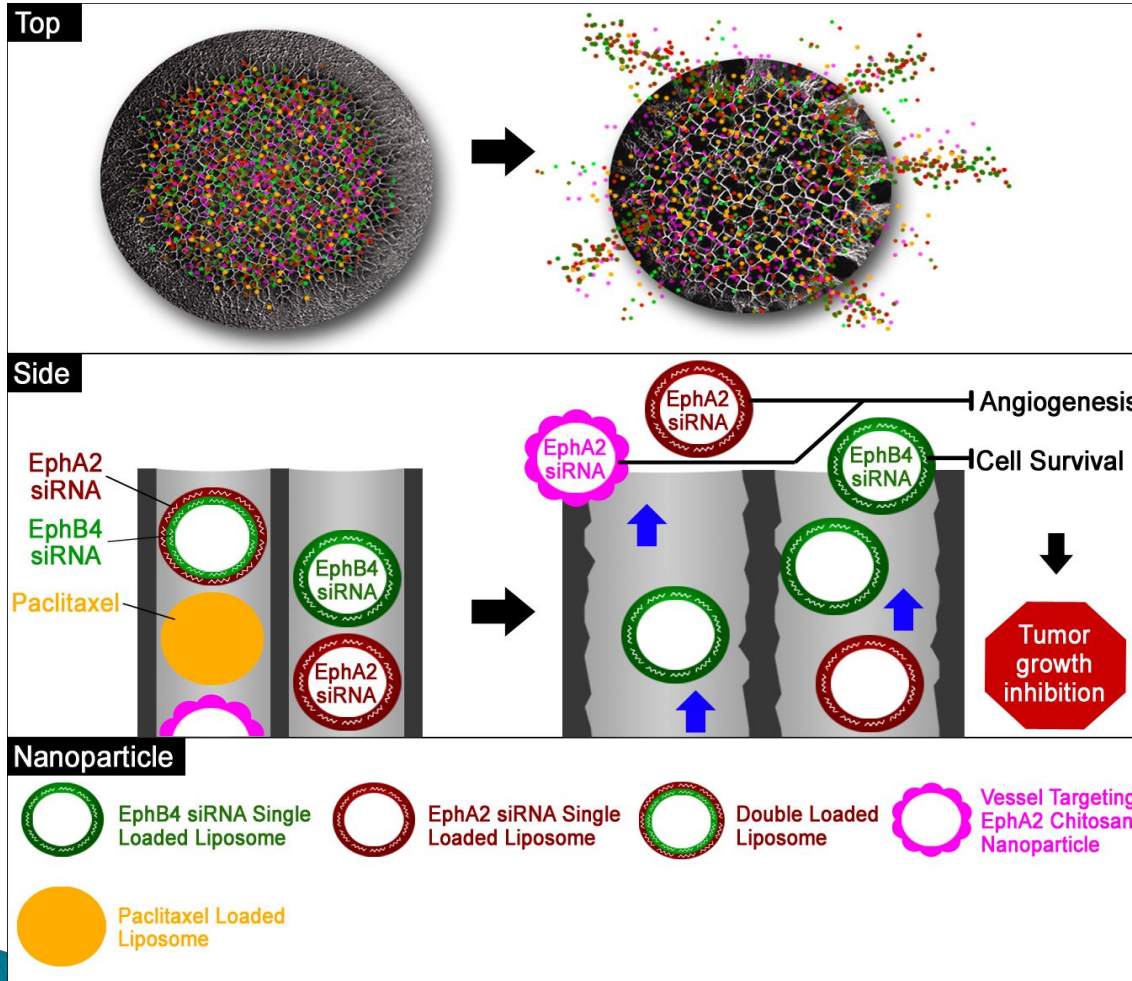 Top
Side
EphA2
siRNA
EphB4
siRNA
Paclitaxel
EphB4
siRNA
EphA2
siRNA
EphA2
siRNA
EphA2
siRNA
EphB4
siRNA
Angiogenesis
Cell Survival
Tumor
growth
inhibition
Nanoparticle
EphB4 siRNA Single
Loaded Liposome
EphA2 siRNA Single
Loaded Liposome
Double Loaded
Liposome
Vessel Targeting
EphA2 Chitosan
Nanoparticle
Paclitaxel Loaded
Liposome